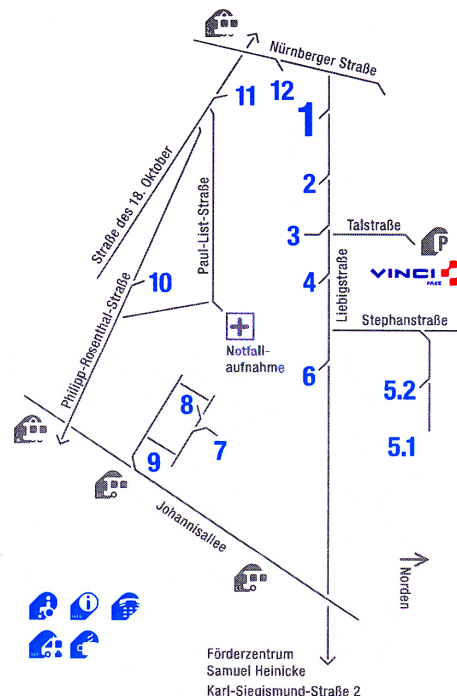 Nürnberger Straße
12
11
1
Straße des 18. Oktober
Paul-List-Straße
2
3
Talstraße
P
VINCI
PARK
10
4
Liebigstraße
Philipp-Rosenthal-Straße
Stephanstraße
Notfall-
aufnahme
6
5.2
8
7
5.1
9
Johannisallee
Norden
Förderzentrum
Samuel Heinicke
Karl-Siegismund-Straße 2